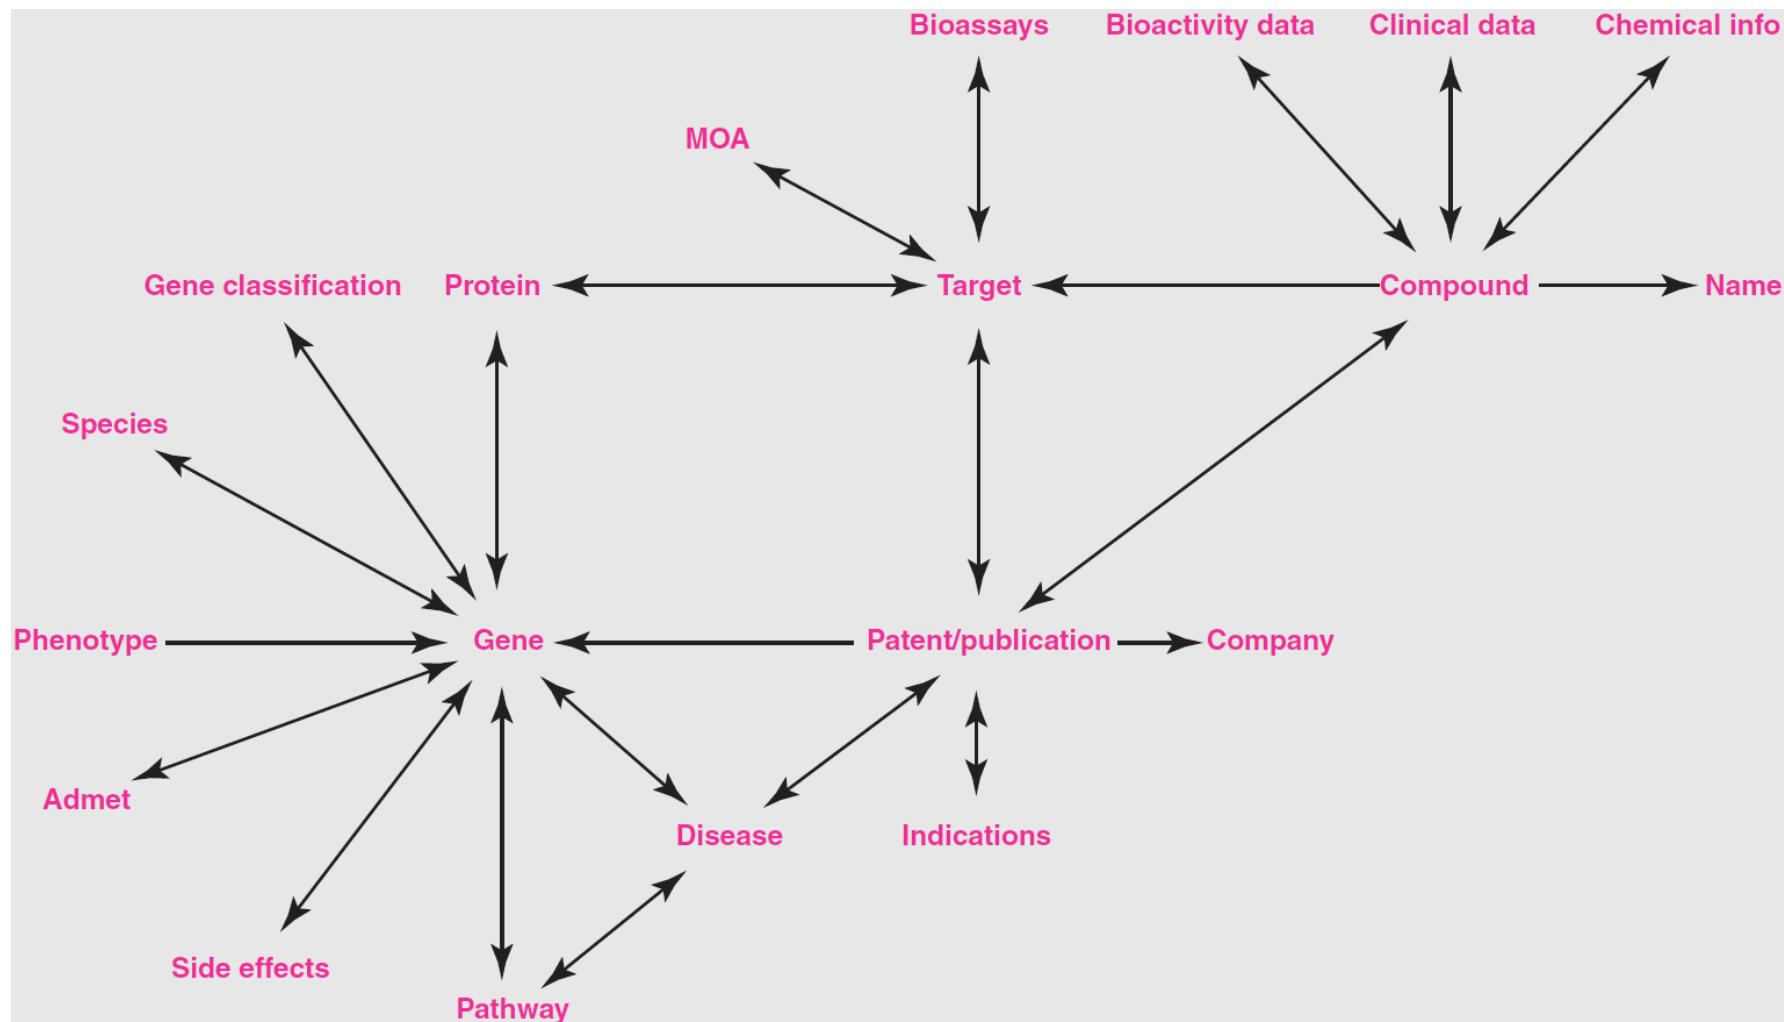 Bioassays
Bioactivity data
Clinical data
Chemical info
MOA
Gene classification
Protein
Target
Compound
Name
Species
Phenotype
Gene
Patent/publication
Company
Admet
Disease
Indications
Side effects
Pathway